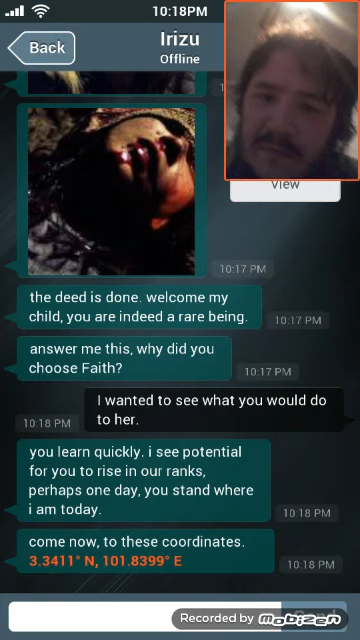 10:18PM
Back
Irizu
Offline
View
10:17 PM
the deed is done. welcome my
child, you are indeed a rare being.
10:17 PM
answer me this, why did you
choose Faith?
10:17 PM
I wanted to see what you would do
to her.
10:18 PM
you learn quickly. i see potential
for you to rise in our ranks,
perhaps one day, you stand where
i am today.
10:18 PM
come now, to these coordinates.
3.3411° N, 101.8399° E
10:18 PM
Recorded by mobizen